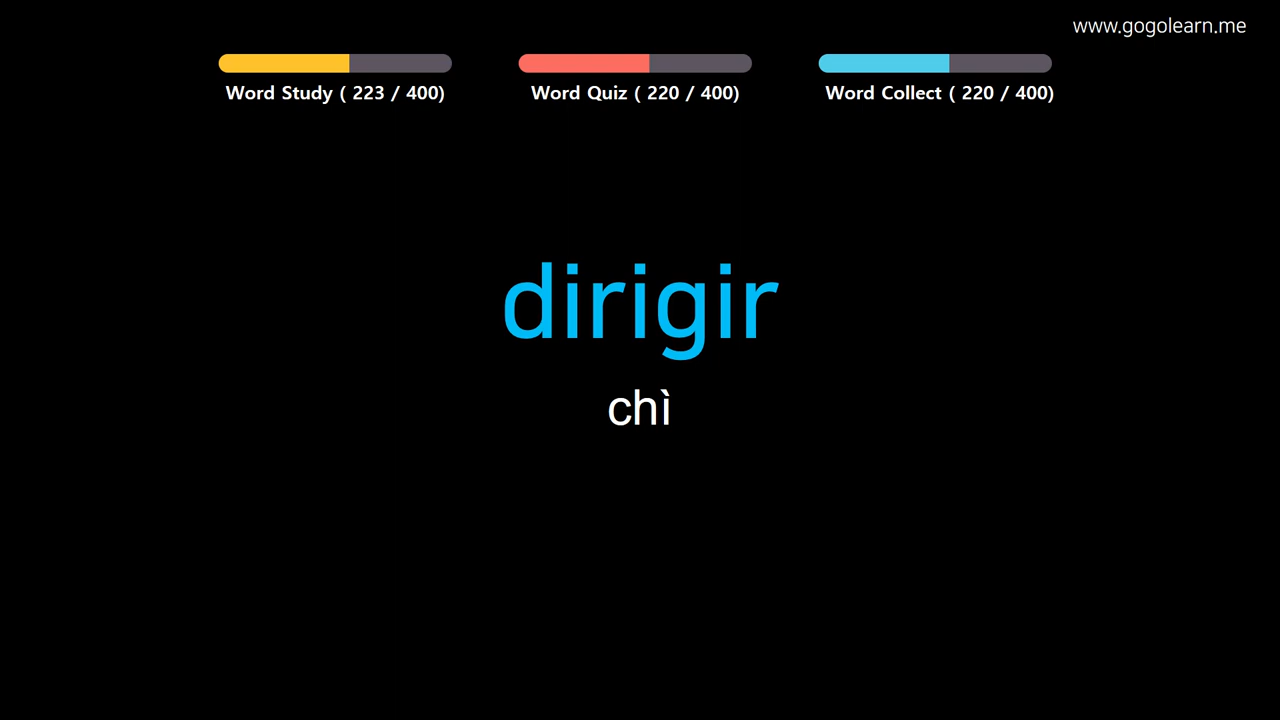 www.gogolearn.me
Word Study ( 223 / 400)
Word Quiz ( 220 / 400)
Word Collect ( 220 / 400)
dirigir
chì